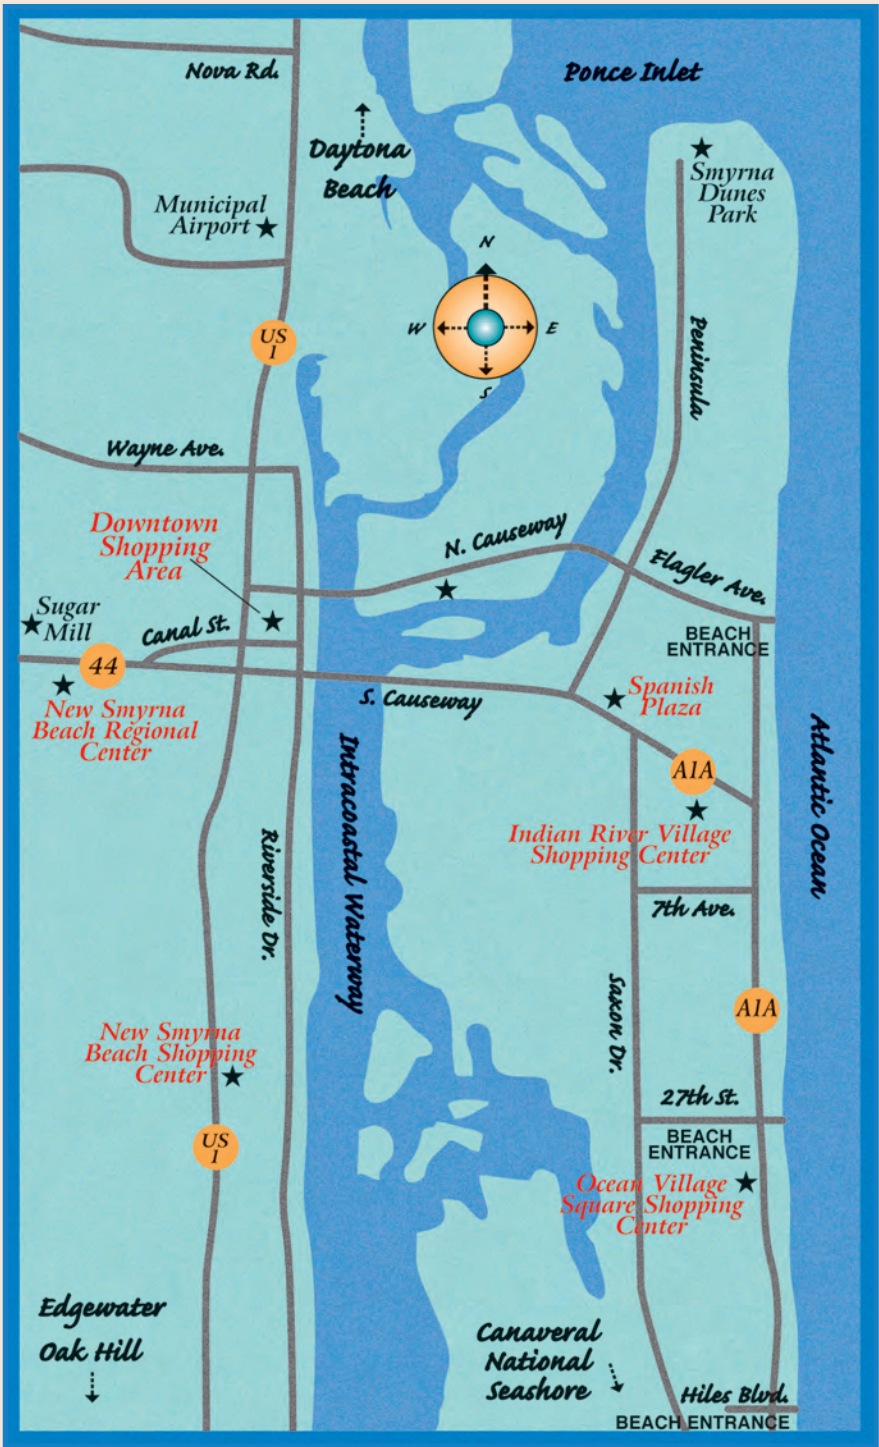 Nova Rd.
Ponce Inlet
Daytona
Beach
Smyrna
Dunes
Park
Municipal
Airport
N
W
E
S
US
1
Peninsula
Wayne Ave.
Downtown
Shopping
Area
N. Causeway
Flagler Ave.
Sugar
Mill
Canal St.
BEACH
ENTRANCE
44
S. Causeway
Spanish
Plaza
New Smyrna
Beach Regional
Center
Atlantic Ocean
Intracoastal Waterway
A1A
Indian River Village
Shopping Center
Riverside Dr.
7th Ave.
Saxon Dr.
A1A
New Smyrna
Beach Shopping
Center
27th St.
US
1
BEACH
ENTRANCE
Ocean Village
Square Shopping
Center
Edgewater
Oak Hill
Canaveral
National
Seashore
Hiles Blvd.
BEACH ENTRANCE